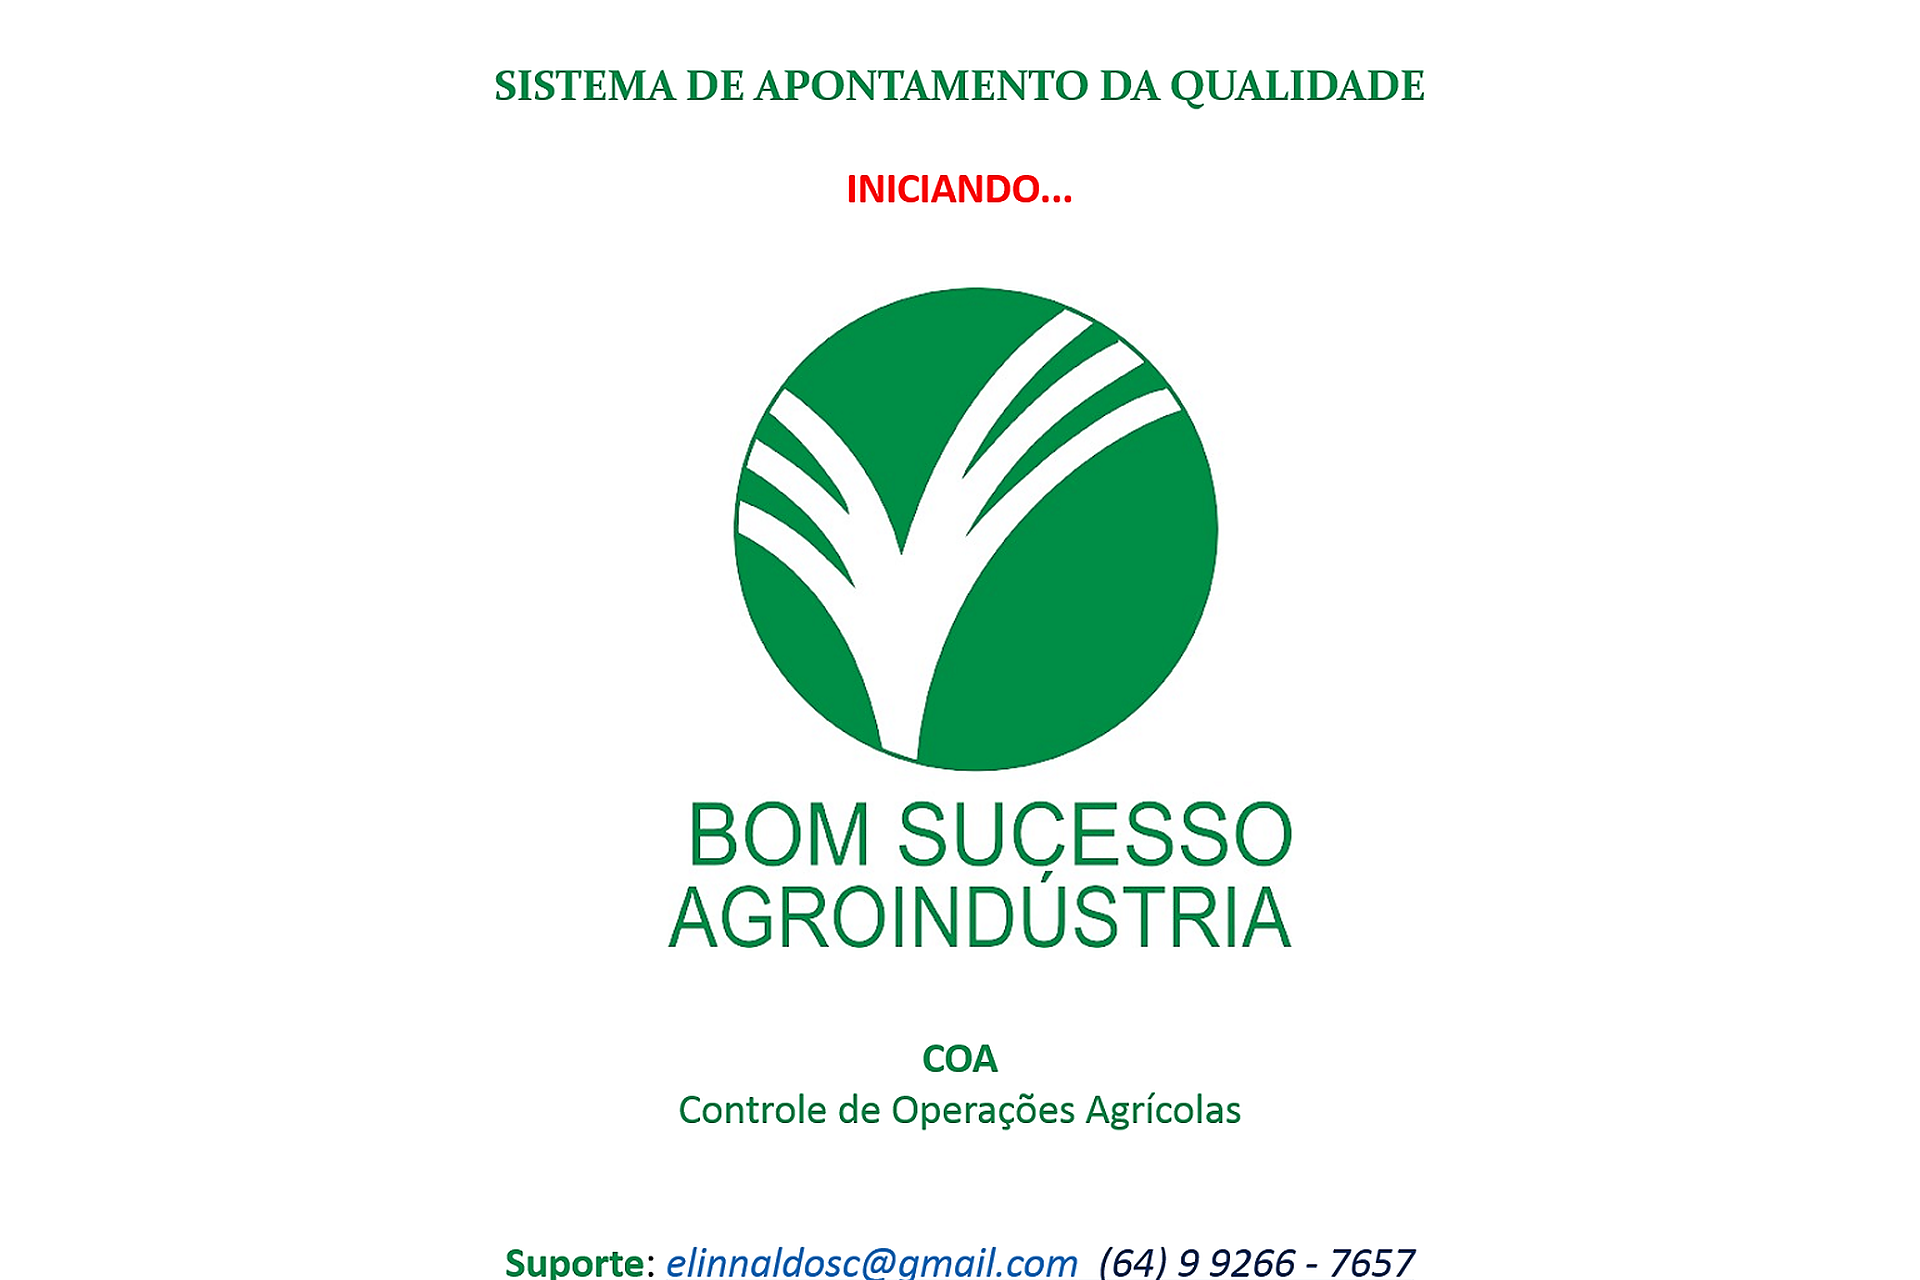 SISTEMA DE APONTAMENTO DA QUALIDADE
INICIANDO...
BOM SUCESSO
AGROINDÚSTRIA
COA
Controle de Operações Agrícolas
Suporte: elinnaldosc@gmail.com (64) 9 9266 - 7657